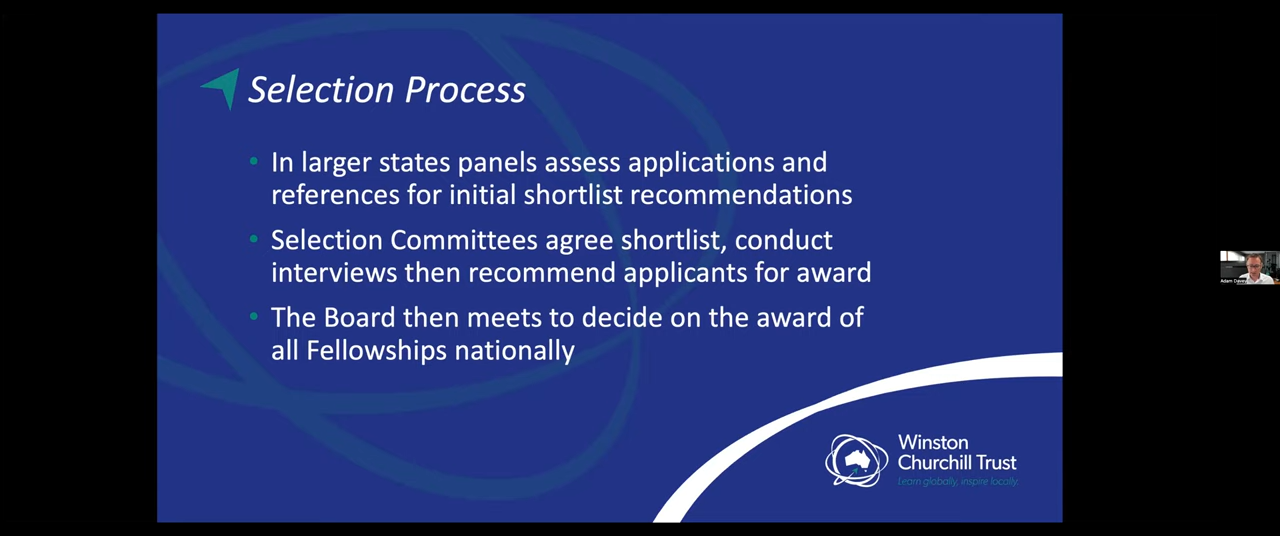 Selection Process
• In larger states panels assess applications and
references for initial shortlist recommendations
• Selection Committees agree shortlist, conduct
interviews then recommend applicants for award
• The Board then meets to decide on the award of
all Fellowships nationally
Winston
Churchill Trust
Learn globally, inspire locally.
Adam Davey